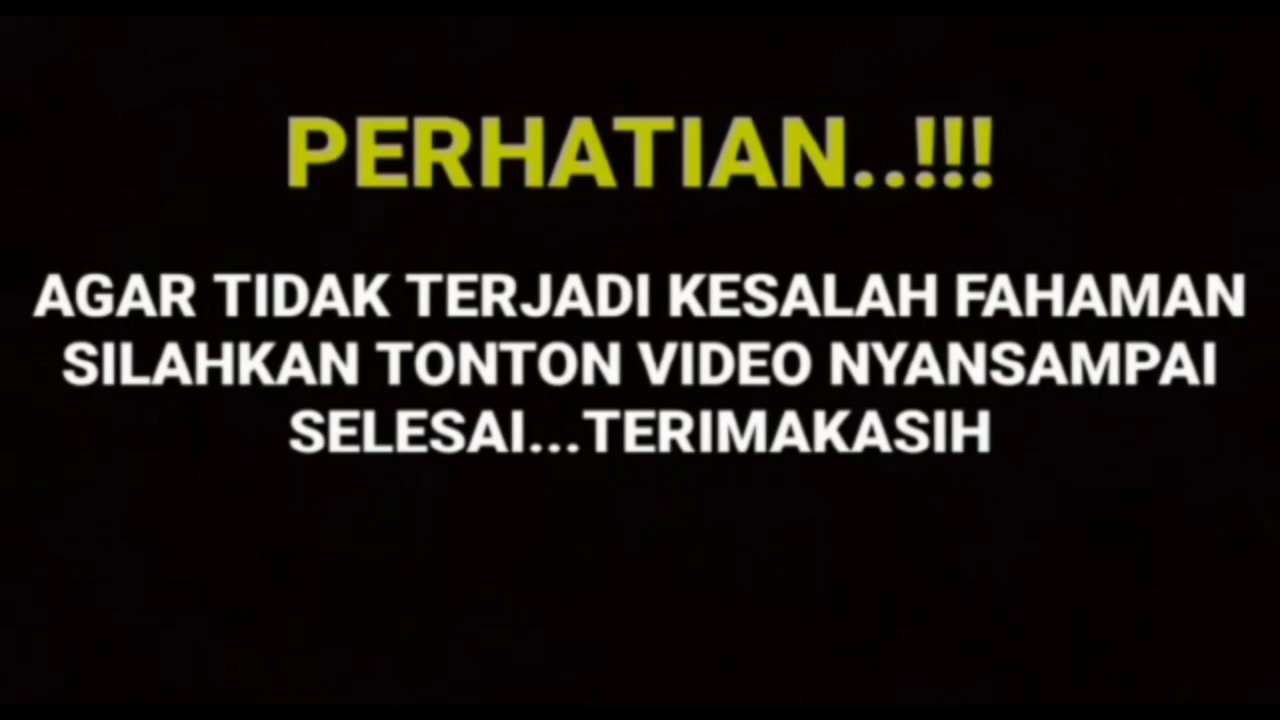 PERHATIAN..!!!
AGAR TIDAK TERJADI KESALAH FAHAMAN
SILAHKAN TONTON VIDEO NYANSAMPAI
SELESAI...TERIMAKASIH